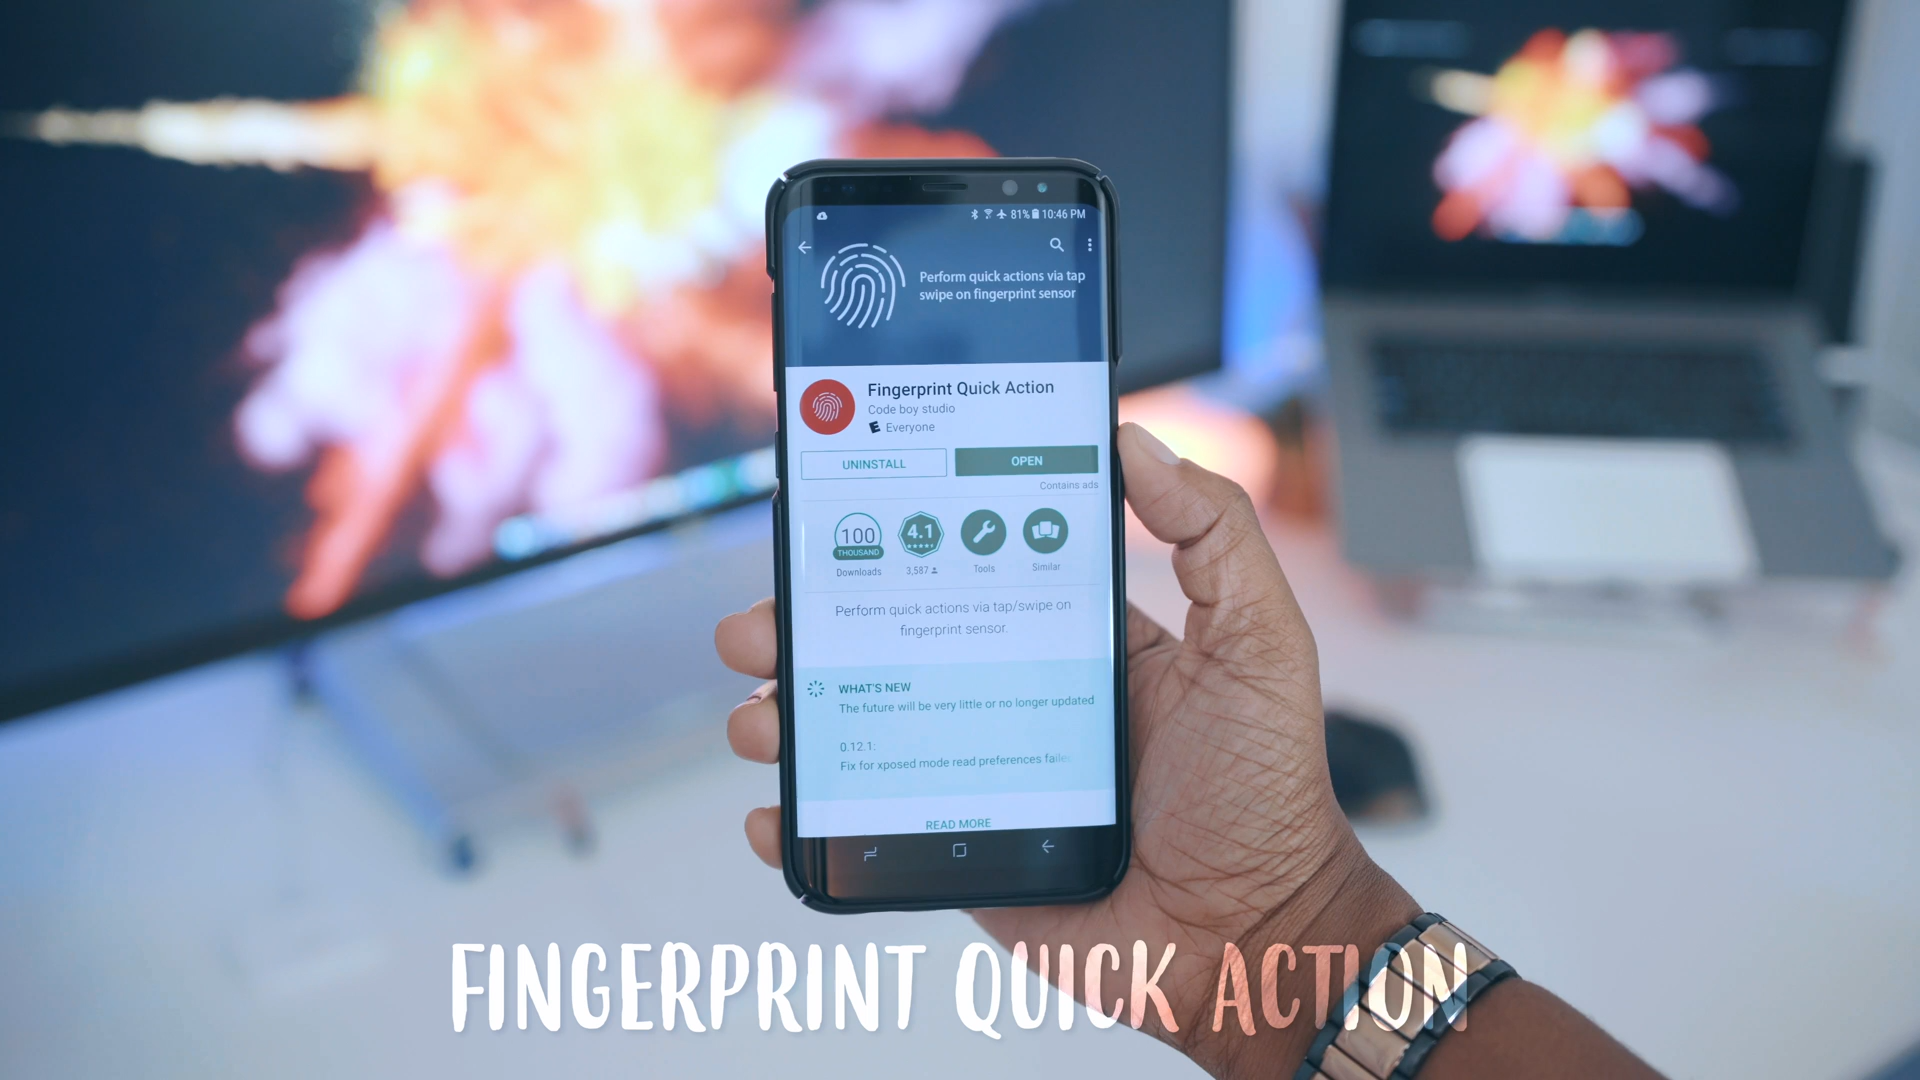 81% 10:46 PM
Perform quick actions via tap
swipe on fingerprint sensor
Fingerprint Quick Action
Code boy studio
E Everyone
UNINSTALL
OPEN
Contains ads
100
THOUSAND
Downloads
4.1
3,587
Tools
Similar
Perform quick actions via tap/swipe on
fingerprint sensor.
WHAT'S NEW
The future will be very little or no longer updated
0.12.1:
Fix for xposed mode read preferences faile
READ MORE
FINGERPRINT QUICK ACTION